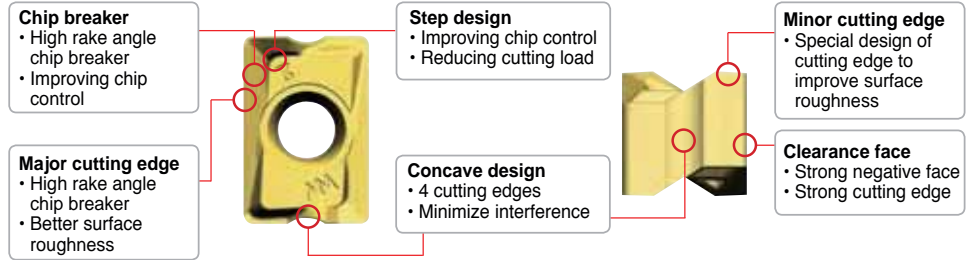 Chip breaker
• High rake angle
chip breaker
• Improving chip
control
Major cutting edge
• High rake angle
chip breaker
• Better surface
roughness
Step design
• Improving chip control
• Reducing cutting load
Concave design
• 4 cutting edges
• Minimize interference
Minor cutting edge
• Special design of
cutting edge to
improve surface
roughness
Clearance face
• Strong negative face
• Strong cutting edge
MM